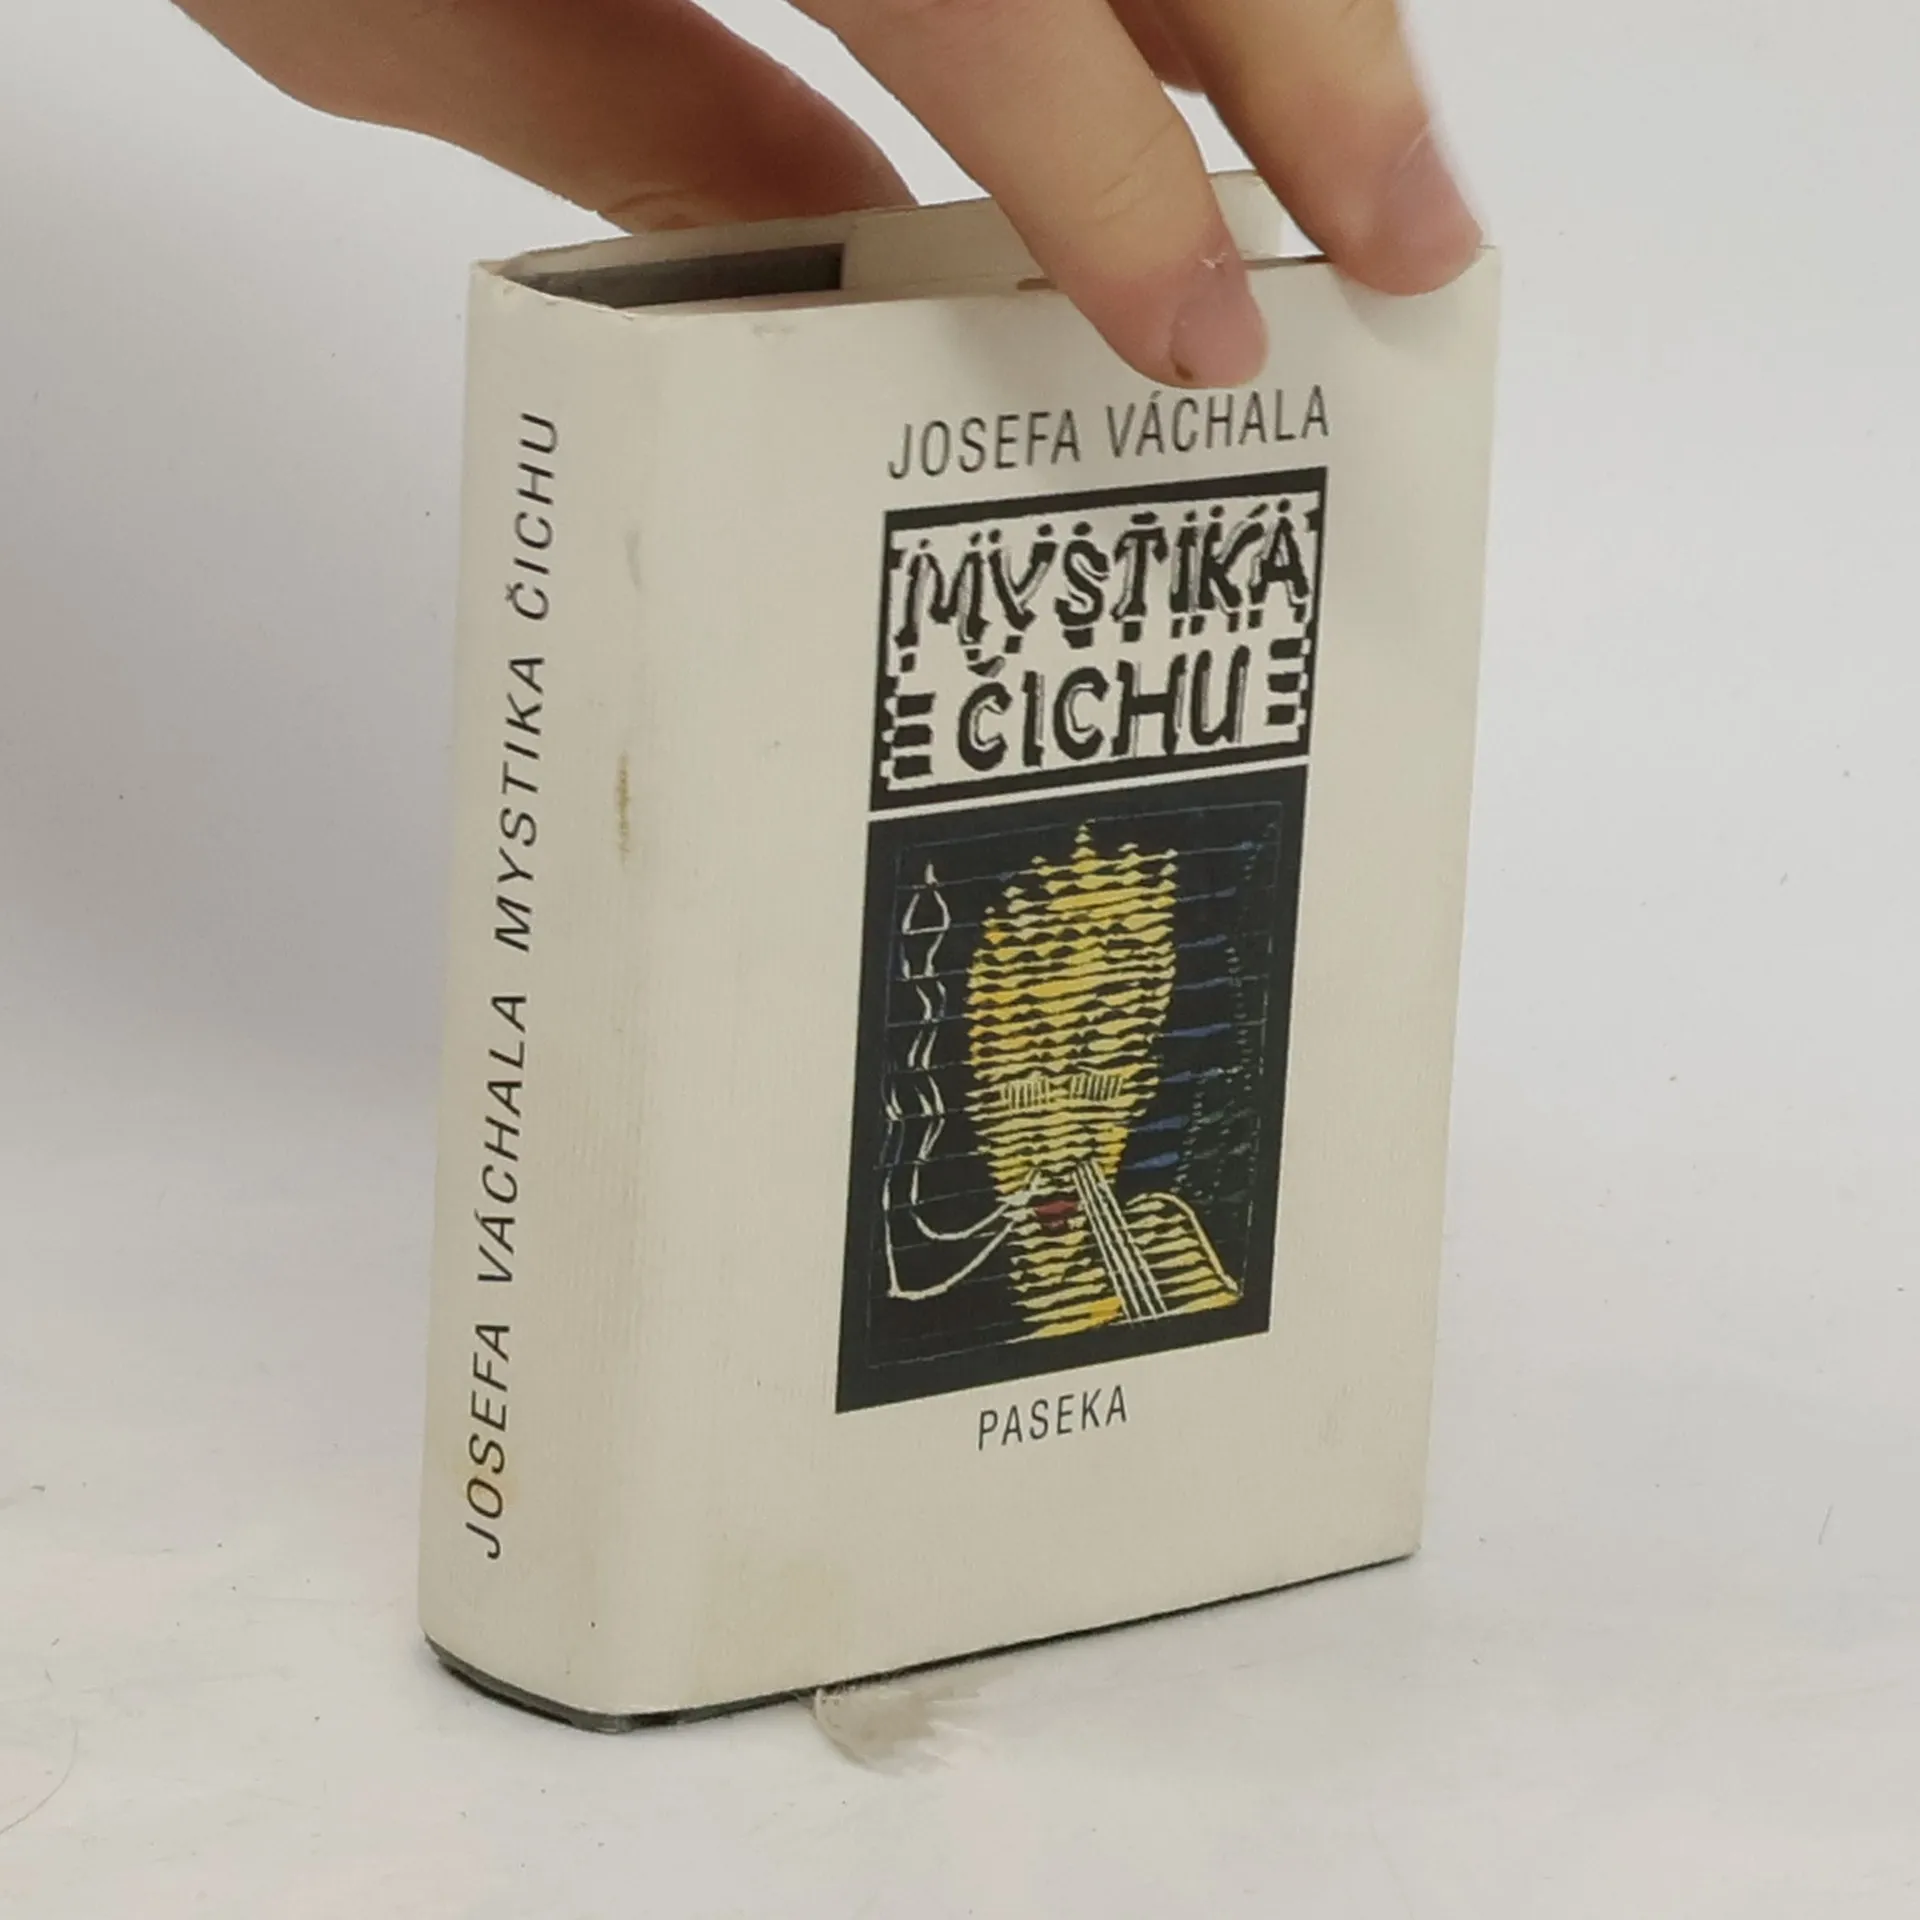 JOSEFA VÁCHALA MYSTIKA ČICHU
JOSEFA VÁCHALA
MYSTIKA
ČICHU
PASEKA